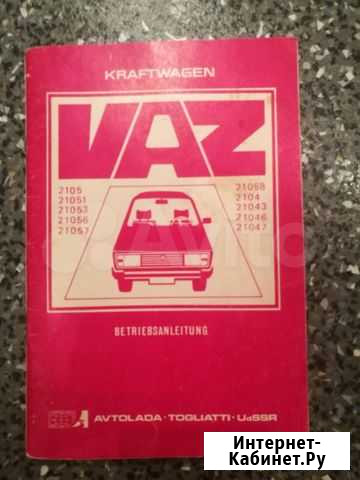 KRAFTWAGEN
VAZ
2105
21051
21053
21056
21057
21058
2104
21043
21046
21047
BETRIEBSANLEITUNG
AVTOLADA · TOGLIATTI · UdSSR
Avito
Интернет-
Кабинет.Ру